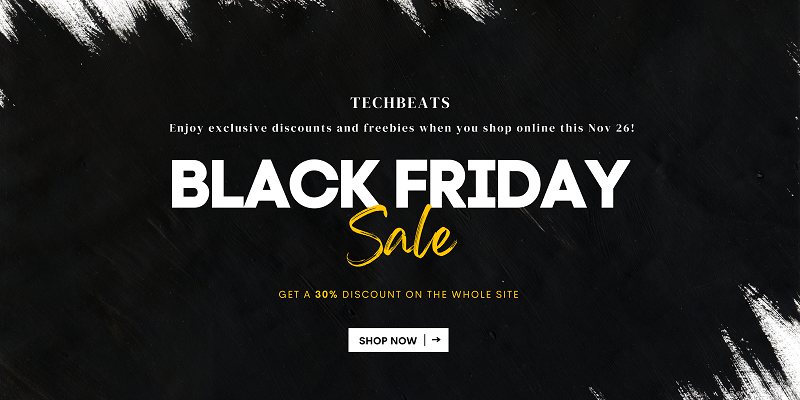 TECHBEATS
Enjoy exclusive discounts and freebies when you shop online this Nov 26!
BLACK FRIDAY
Sale
GET A 30% DISCOUNT ON THE WHOLE SITE
SHOP NOW | →